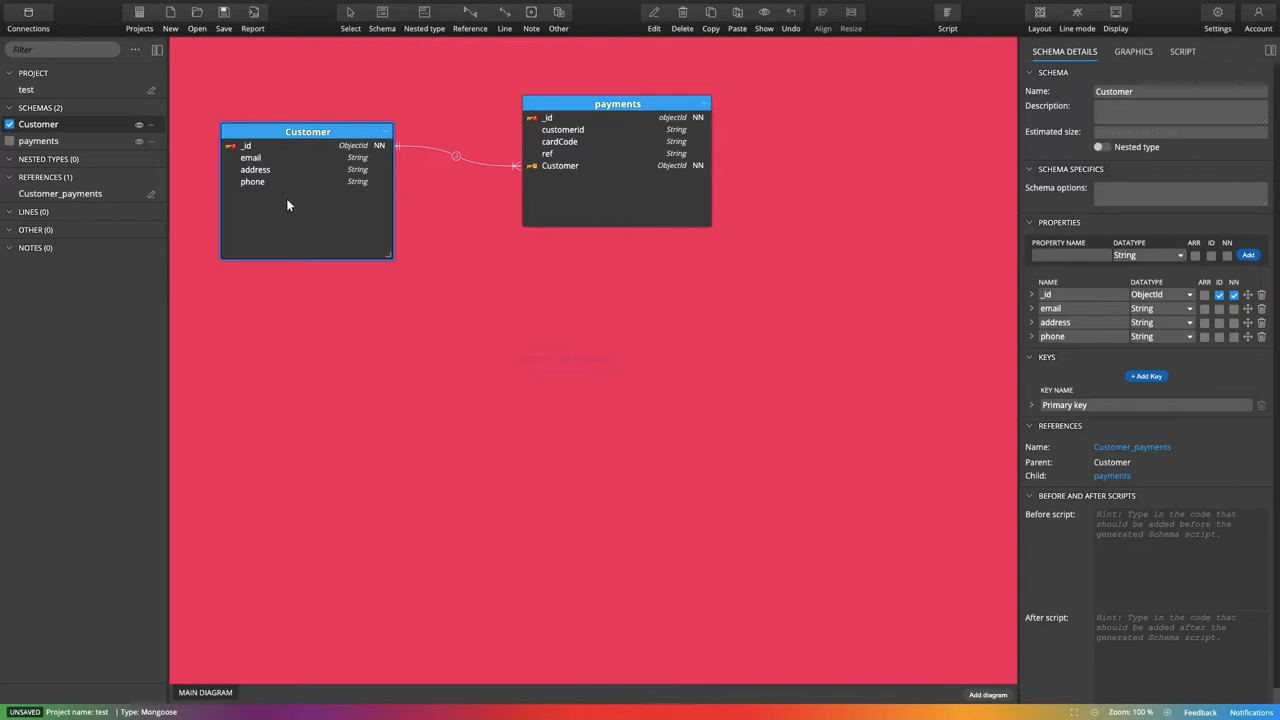 Connections Projects New Open Save Report Select Schema Nested type Reference Line Note Other Edit Delete Copy Paste Show Undo Align Resize Script Layout Line mode Display Settings Account
Filter
PROJECT
test
SCHEMAS (2)
Customer
payments
NESTED TYPES (0)
REFERENCES (1)
Customer_payments
LINES (0)
OTHER (0)
NOTES (0)
Customer
_id ObjectId NN
email String
address String
phone String
payments
_id objectId NN
customerid String
cardCode String
ref String
Customer ObjectId NN
MAIN DIAGRAM
Add diagram
SCHEMA DETAILS GRAPHICS SCRIPT
SCHEMA
Name: Customer
Description:
Estimated size:
Nested type
SCHEMA SPECIFICS
Schema options:
PROPERTIES
PROPERTY NAME DATATYPE ARR ID NN
String Add
NAME DATATYPE ARR ID NN
_id ObjectId
email String
address String
phone String
KEYS
+ Add Key
KEY NAME
Primary key
REFERENCES
Name: Customer_payments
Parent: Customer
Child: payments
BEFORE AND AFTER SCRIPTS
Before script: Hint: Type in the code that
should be added before the
generated Schema script.
After script: Hint: Type in the code that
should be added after the
generated Schema script.
UNSAVED Project name: test | Type: Mongoose
Zoom: 100 % Feedback Notifications